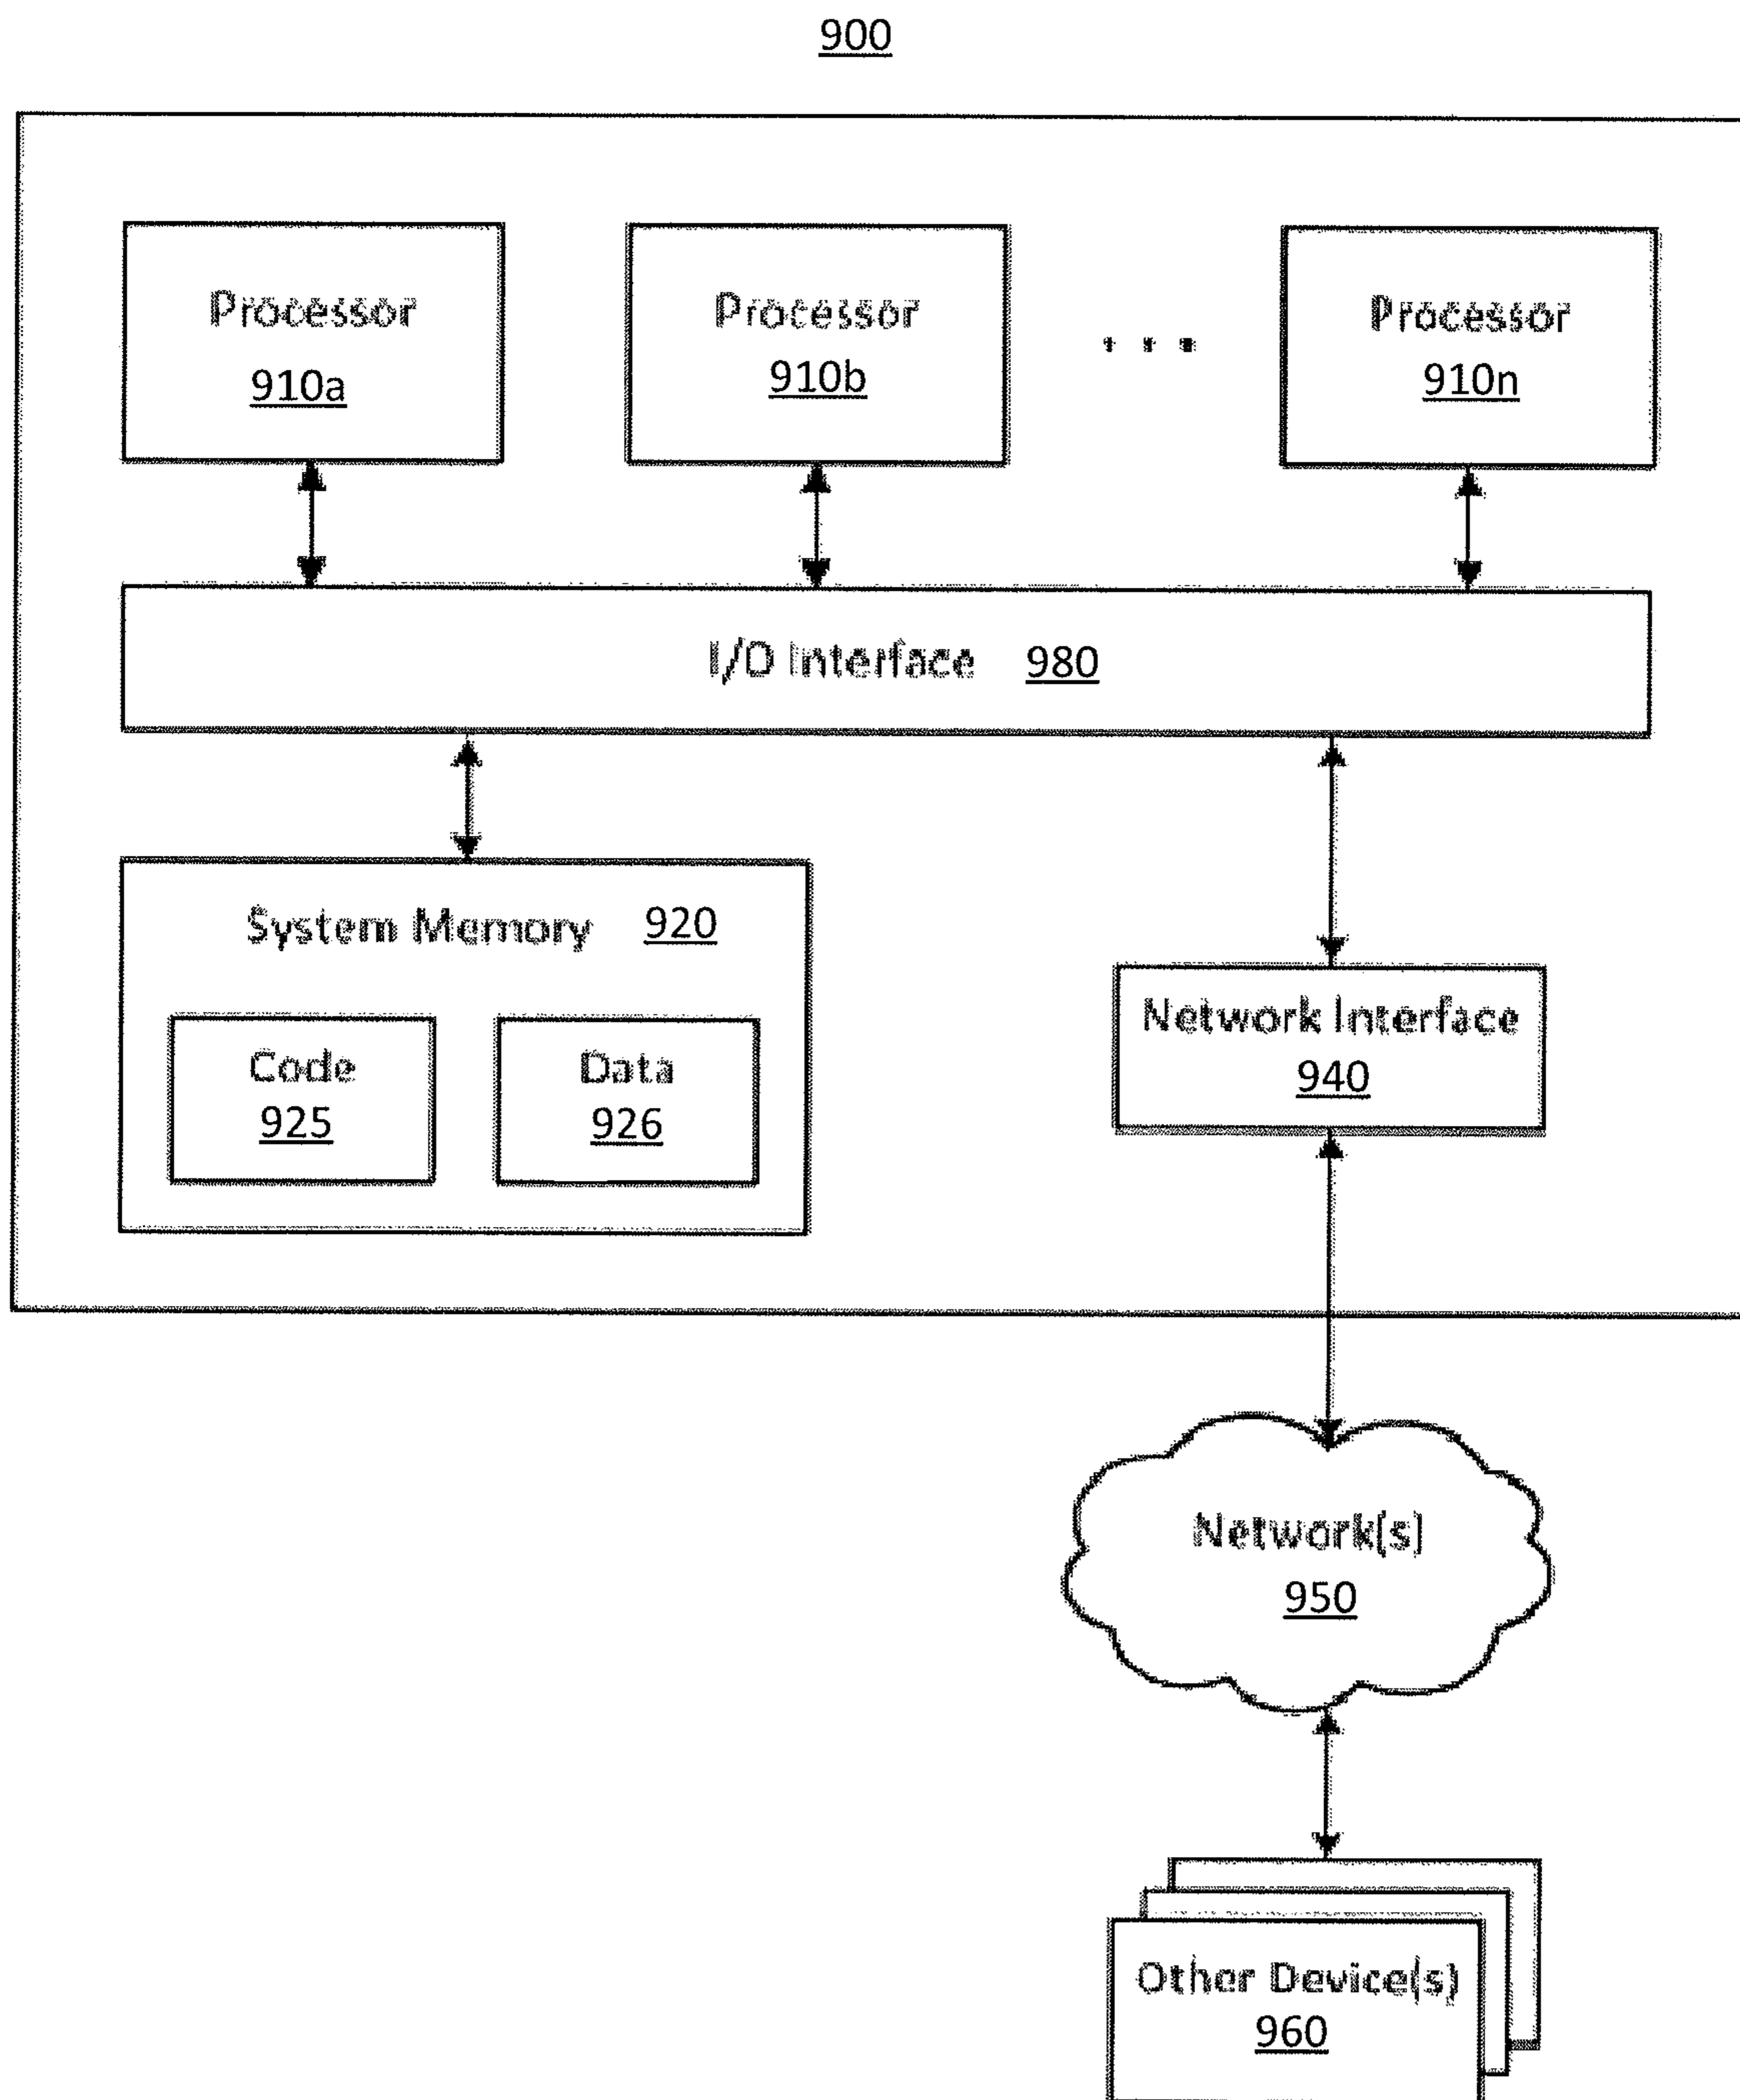 900
Processor
910a
Processor
910b
...
Processor
910n
I/O Interface 980
System Memory 920
Code
925
Data
926
Network Interface
940
Network(s)
950
Other Device(s)
960